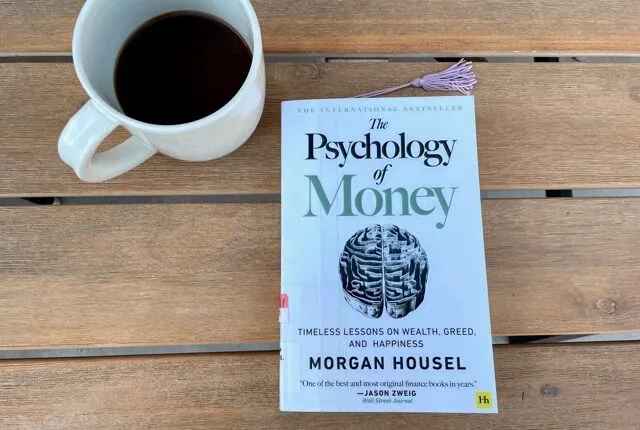 THE INTERNATIONAL BESTSELLER
The
Psychology
of
Money
TIMELESS LESSONS ON WEALTH, GREED,
AND HAPPINESS
MORGAN HOUSEL
"One of the best and most original finance books in years."
—JASON ZWEIG
Wall Street Journal
Hh